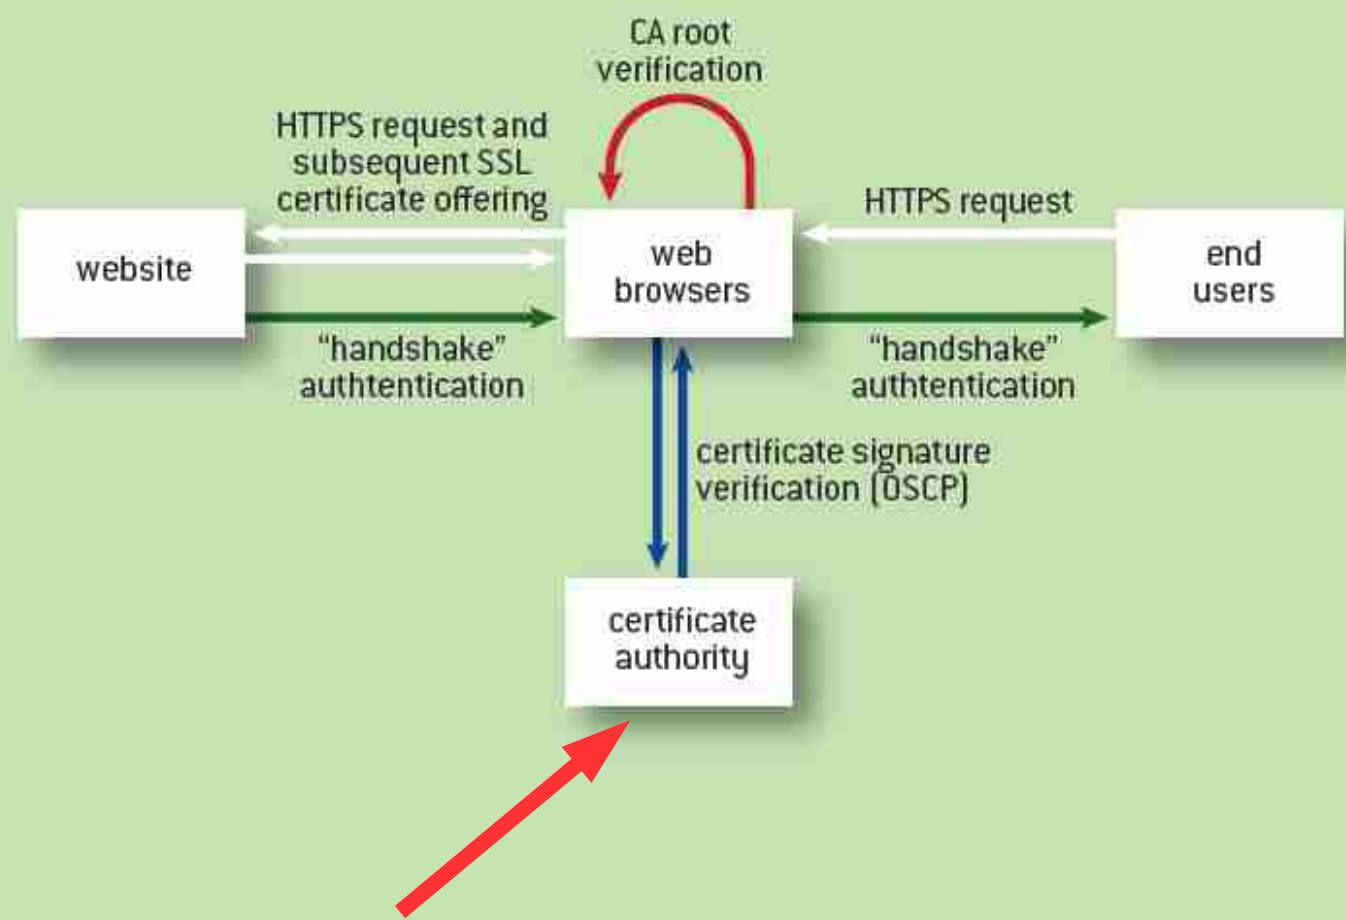 CA root
verification
HTTPS request and
subsequent SSL
certificate offering
HTTPS request
website
web
browsers
end
users
“handshake”
authtentication
“handshake”
authtentication
certificate signature
verification (OSCP)
certificate
authority